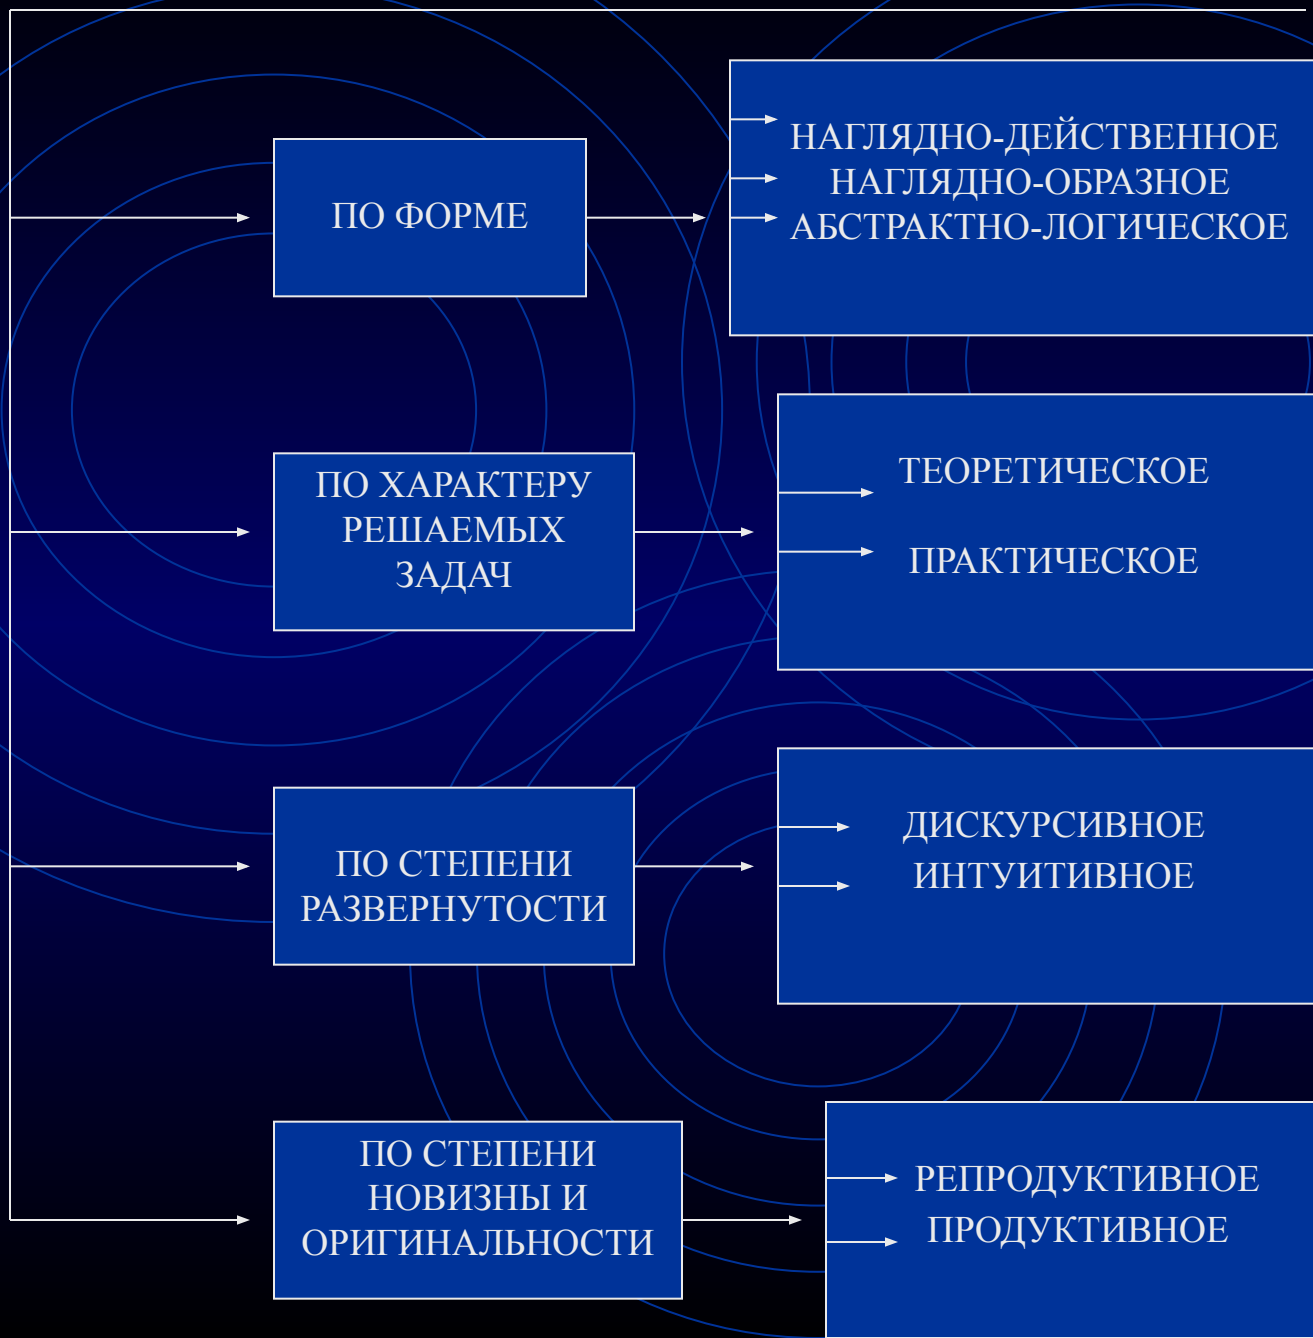 ПО ФОРМЕ
НАГЛЯДНО-ДЕЙСТВЕННОЕ
НАГЛЯДНО-ОБРАЗНОЕ
АБСТРАКТНО-ЛОГИЧЕСКОЕ
ПО ХАРАКТЕРУ
РЕШАЕМЫХ
ЗАДАЧ
ТЕОРЕТИЧЕСКОЕ
ПРАКТИЧЕСКОЕ
ПО СТЕПЕНИ
РАЗВЕРНУТОСТИ
ДИСКУРСИВНОЕ
ИНТУИТИВНОЕ
ПО СТЕПЕНИ
НОВИЗНЫ И
ОРИГИНАЛЬНОСТИ
РЕПРОДУКТИВНОЕ
ПРОДУКТИВНОЕ